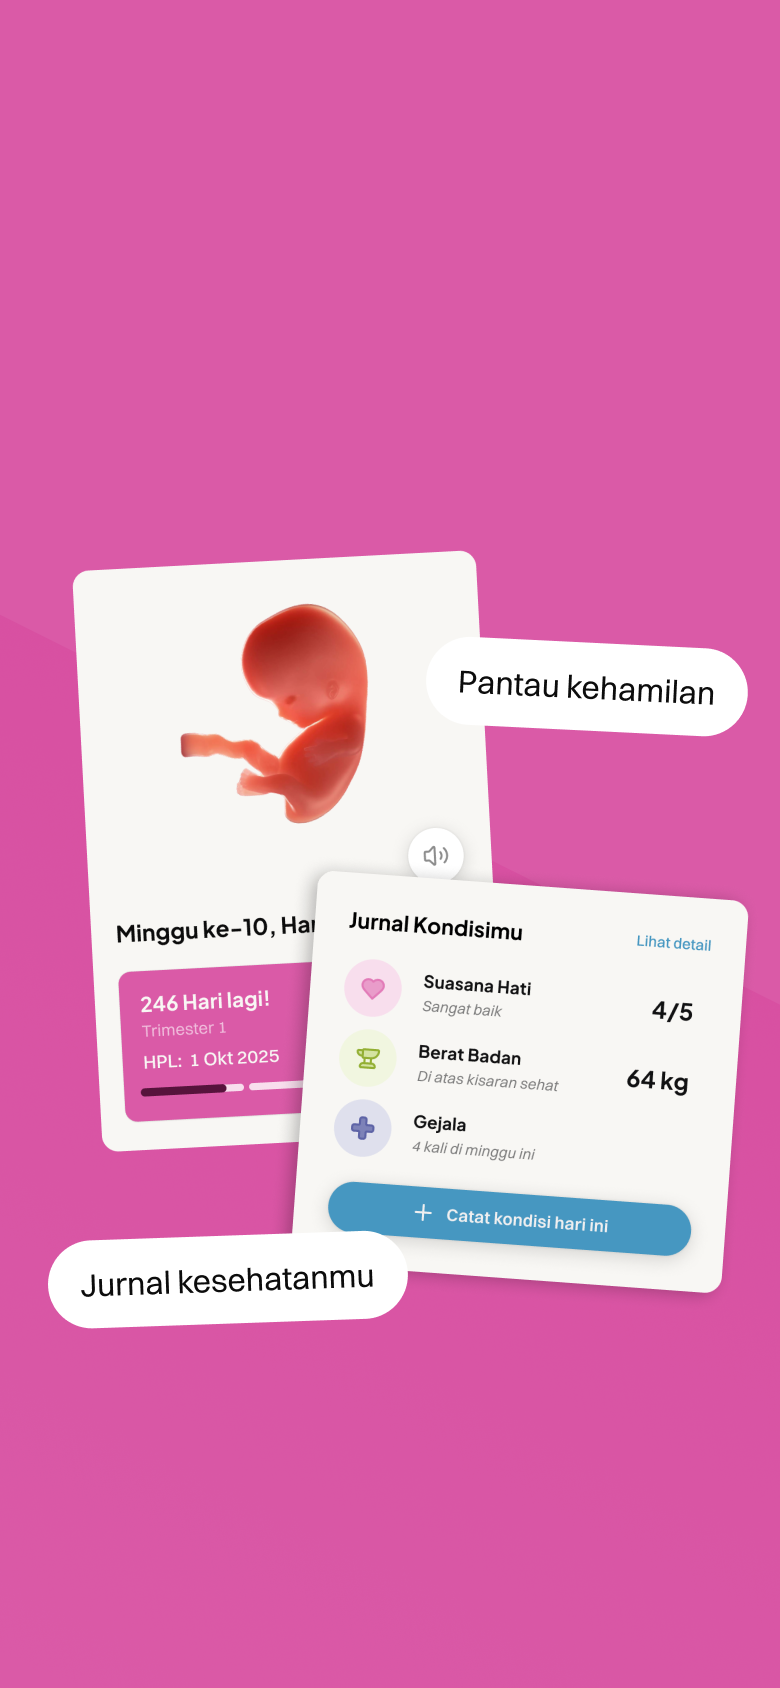 Pantau kehamilan
Minggu ke-10,
246 Hari lagi!
Trimester 1
HPL: 1 Okt 2025
Jurnal Kondisimu
Lihat detail
Suasana Hati
Sangat baik
4/5
Berat Badan
Di atas kisaran sehat
64 kg
Gejala
4 kali di minggu ini
Catat kondisi hari ini
Jurnal kesehatanmu